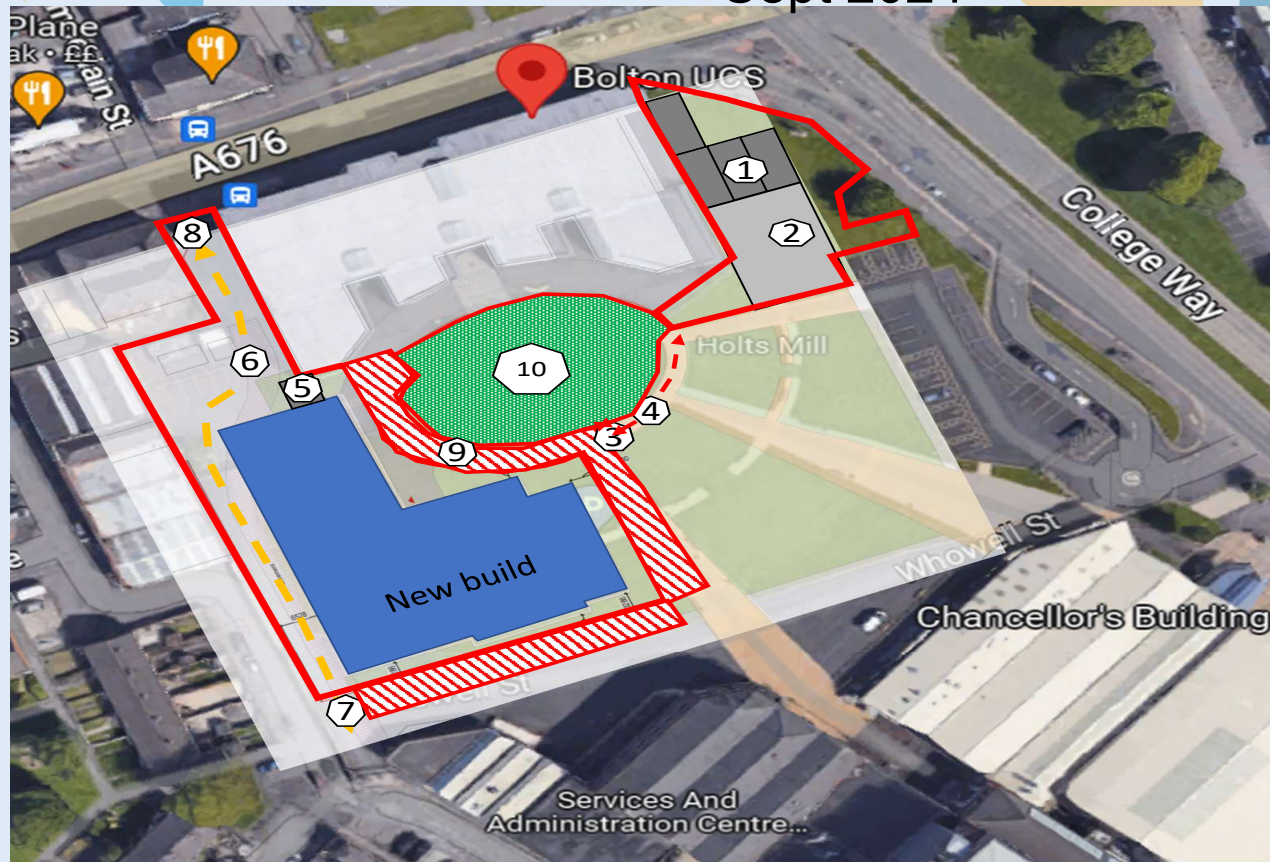 Sept 2024
Plane
ak • ££
ain St
Bolton UCS
A676
1
2
College Way
8
6
Holts Mill
5
10
4
3
9
s
P
Whowell St
New build
Chancellor's Building
7
St
Services And
Administration Centre...